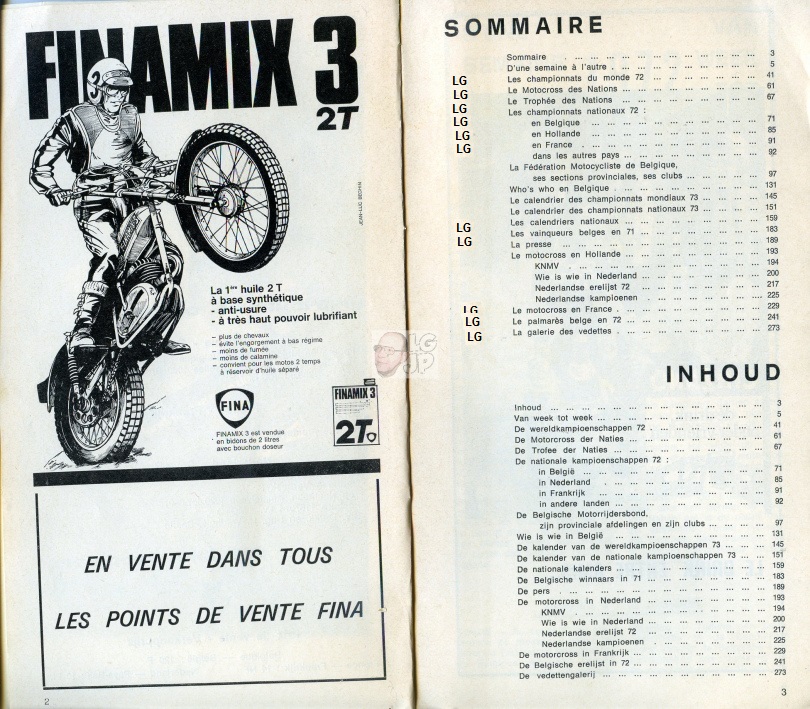 FINAMIX 3
2T
3
JEAN-LUC BEGHIN
La 1ère huile 2 T
à base synthétique
- anti-usure
- à très haut pouvoir lubrifiant
— plus de chevaux
— évite l'engorgement à bas régime
— moins de fumée
— moins de calamine
— convient pour les motos 2 temps
à réservoir d'huile séparé
FINA
FINAMIX 3 est vendue
en bidons de 2 litres
avec bouchon doseur
FINAMIX 3
2T
EN VENTE DANS TOUS
LES POINTS DE VENTE FINA
2
LG
UP
SOMMAIRE
Sommaire . ... ... ... ... ... ... ... ... ... 3
D'une semaine à l'autre . ... ... ... ... ... ... ... 5
LG Les championnats du monde 72 ... ... ... ... ... ... 41
LG Le Motocross des Nations ... ... ... ... ... ... ... 61
LG Le Trophée des Nations ... ... ... ... ... ... ... 67
Les championnats nationaux 72 :
LG en Belgique ... ... ... ... ... ... ... ... 71
LG en Hollande ... ... ... ... ... ... ... ... 85
LG en France . ... ... ... ... ... ... ... ... 91
dans les autres pays ... ... ... ... ... ... ... 92
La Fédération Motocycliste de Belgique,
ses sections provinciales, ses clubs ... ... ... ... 97
Who's who en Belgique . ... ... ... ... ... ... ... 131
Le calendrier des championnats mondiaux 73 ... ... ... ... 145
Le calendrier des championnats nationaux 73 ... ... ... ... 151
Les calendriers nationaux ... ... ... ... ... ... ... 159
LG Les vainqueurs belges en 71 ... ... ... ... ... ... 183
LG La presse ... ... ... ... ... ... ... ... ... 189
Le motocross en Hollande ... ... ... ... ... ... ... 193
KNMV . ... ... ... ... ... ... ... ... ... 194
Wie is wie in Nederland ... ... ... ... ... ... 200
Nederlandse erelijst 72 ... ... ... ... ... ... 217
Nederlandse kampioenen . ... ... ... ... ... ... 225
LG Le motocross en France . ... ... ... ... ... ... ... 229
LG Le palmarès belge en 72 ... ... ... ... ... ... ... 241
LG La galerie des vedettes . ... ... ... ... ... ... ... 273
INHOUD
Inhoud ... ... ... ... ... ... ... ... ... ... 3
Van week tot week ... ... ... ... ... ... ... ... 5
De wereldkampioenschappen 72 . ... ... ... ... ... ... 41
De Motorcross der Naties ... ... ... ... ... ... ... 61
De Trofee der Naties ... ... ... ... ... ... ... ... 67
De nationale kampioenschappen 72 :
in België ... ... ... ... ... ... ... ... ... 71
in Nederland . ... ... ... ... ... ... ... ... 85
in Frankrijk ... ... ... ... ... ... ... ... 91
in andere landen ... ... ... ... ... ... ... ... 92
De Belgische Motorrijdersbond,
zijn provinciale afdelingen en zijn clubs ... ... ... ... 97
Wie is wie in België ... ... ... ... ... ... ... ... 131
De kalender van de wereldkampioenschappen 73 ... ... ... 145
De kalender van de nationale kampioenschappen 73 ... ... ... 151
De nationale kalenders ... ... ... ... ... ... ... 159
De Belgische winnaars in 71 ... ... ... ... ... ... ... 183
De pers . ... ... ... ... ... ... ... ... ... 189
De motorcross in Nederland ... ... ... ... ... ... ... 193
KNMV . ... ... ... ... ... ... ... ... ... 194
Wie is wie in Nederland ... ... ... ... ... ... 200
Nederlandse erelijst 72 ... ... ... ... ... ... 217
Nederlandse kampioenen ... ... ... ... ... ... 225
De motorcross in Frankrijk ... ... ... ... ... ... ... 229
De Belgische erelijst in 72 ... ... ... ... ... ... ... 241
De vedettengalerij ... ... ... ... ... ... ... ... 273
3